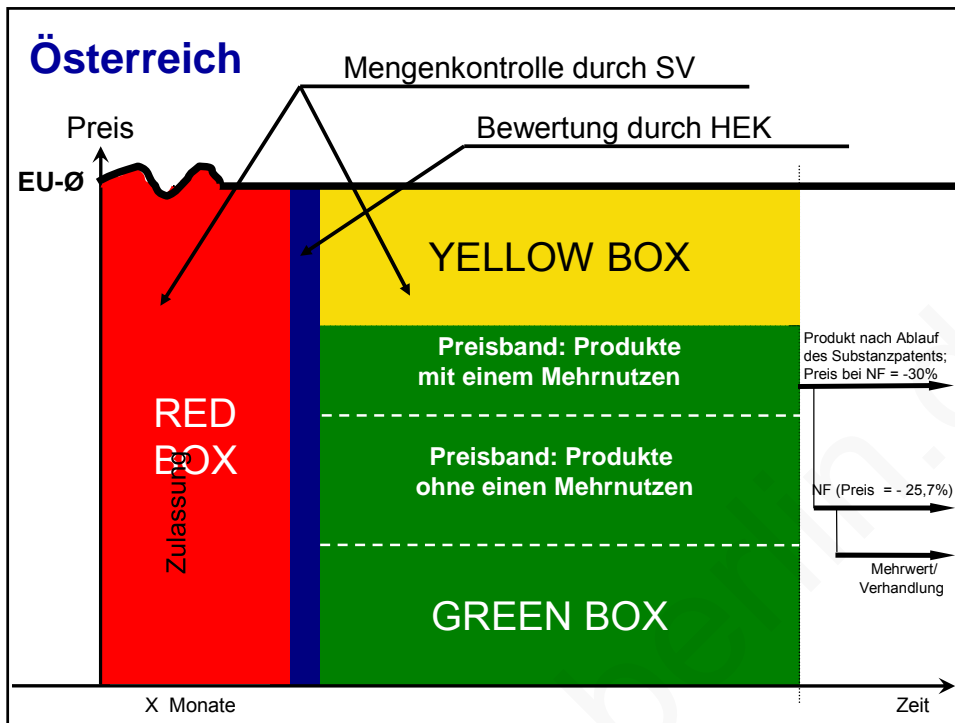 Österreich
Mengenkontrolle durch SV
Preis
Bewertung durch HEK
EU-Ø
YELLOW BOX
Preisband: Produkte
mit einem Mehrnutzen
Produkt nach Ablauf
des Substanzpatents;
Preis bei NF = -30%
RED
BOX
Zulassung
Preisband: Produkte
ohne einen Mehrnutzen
NF (Preis = - 25,7%)
Mehrwert/
Verhandlung
GREEN BOX
X Monate
Zeit
berlin.